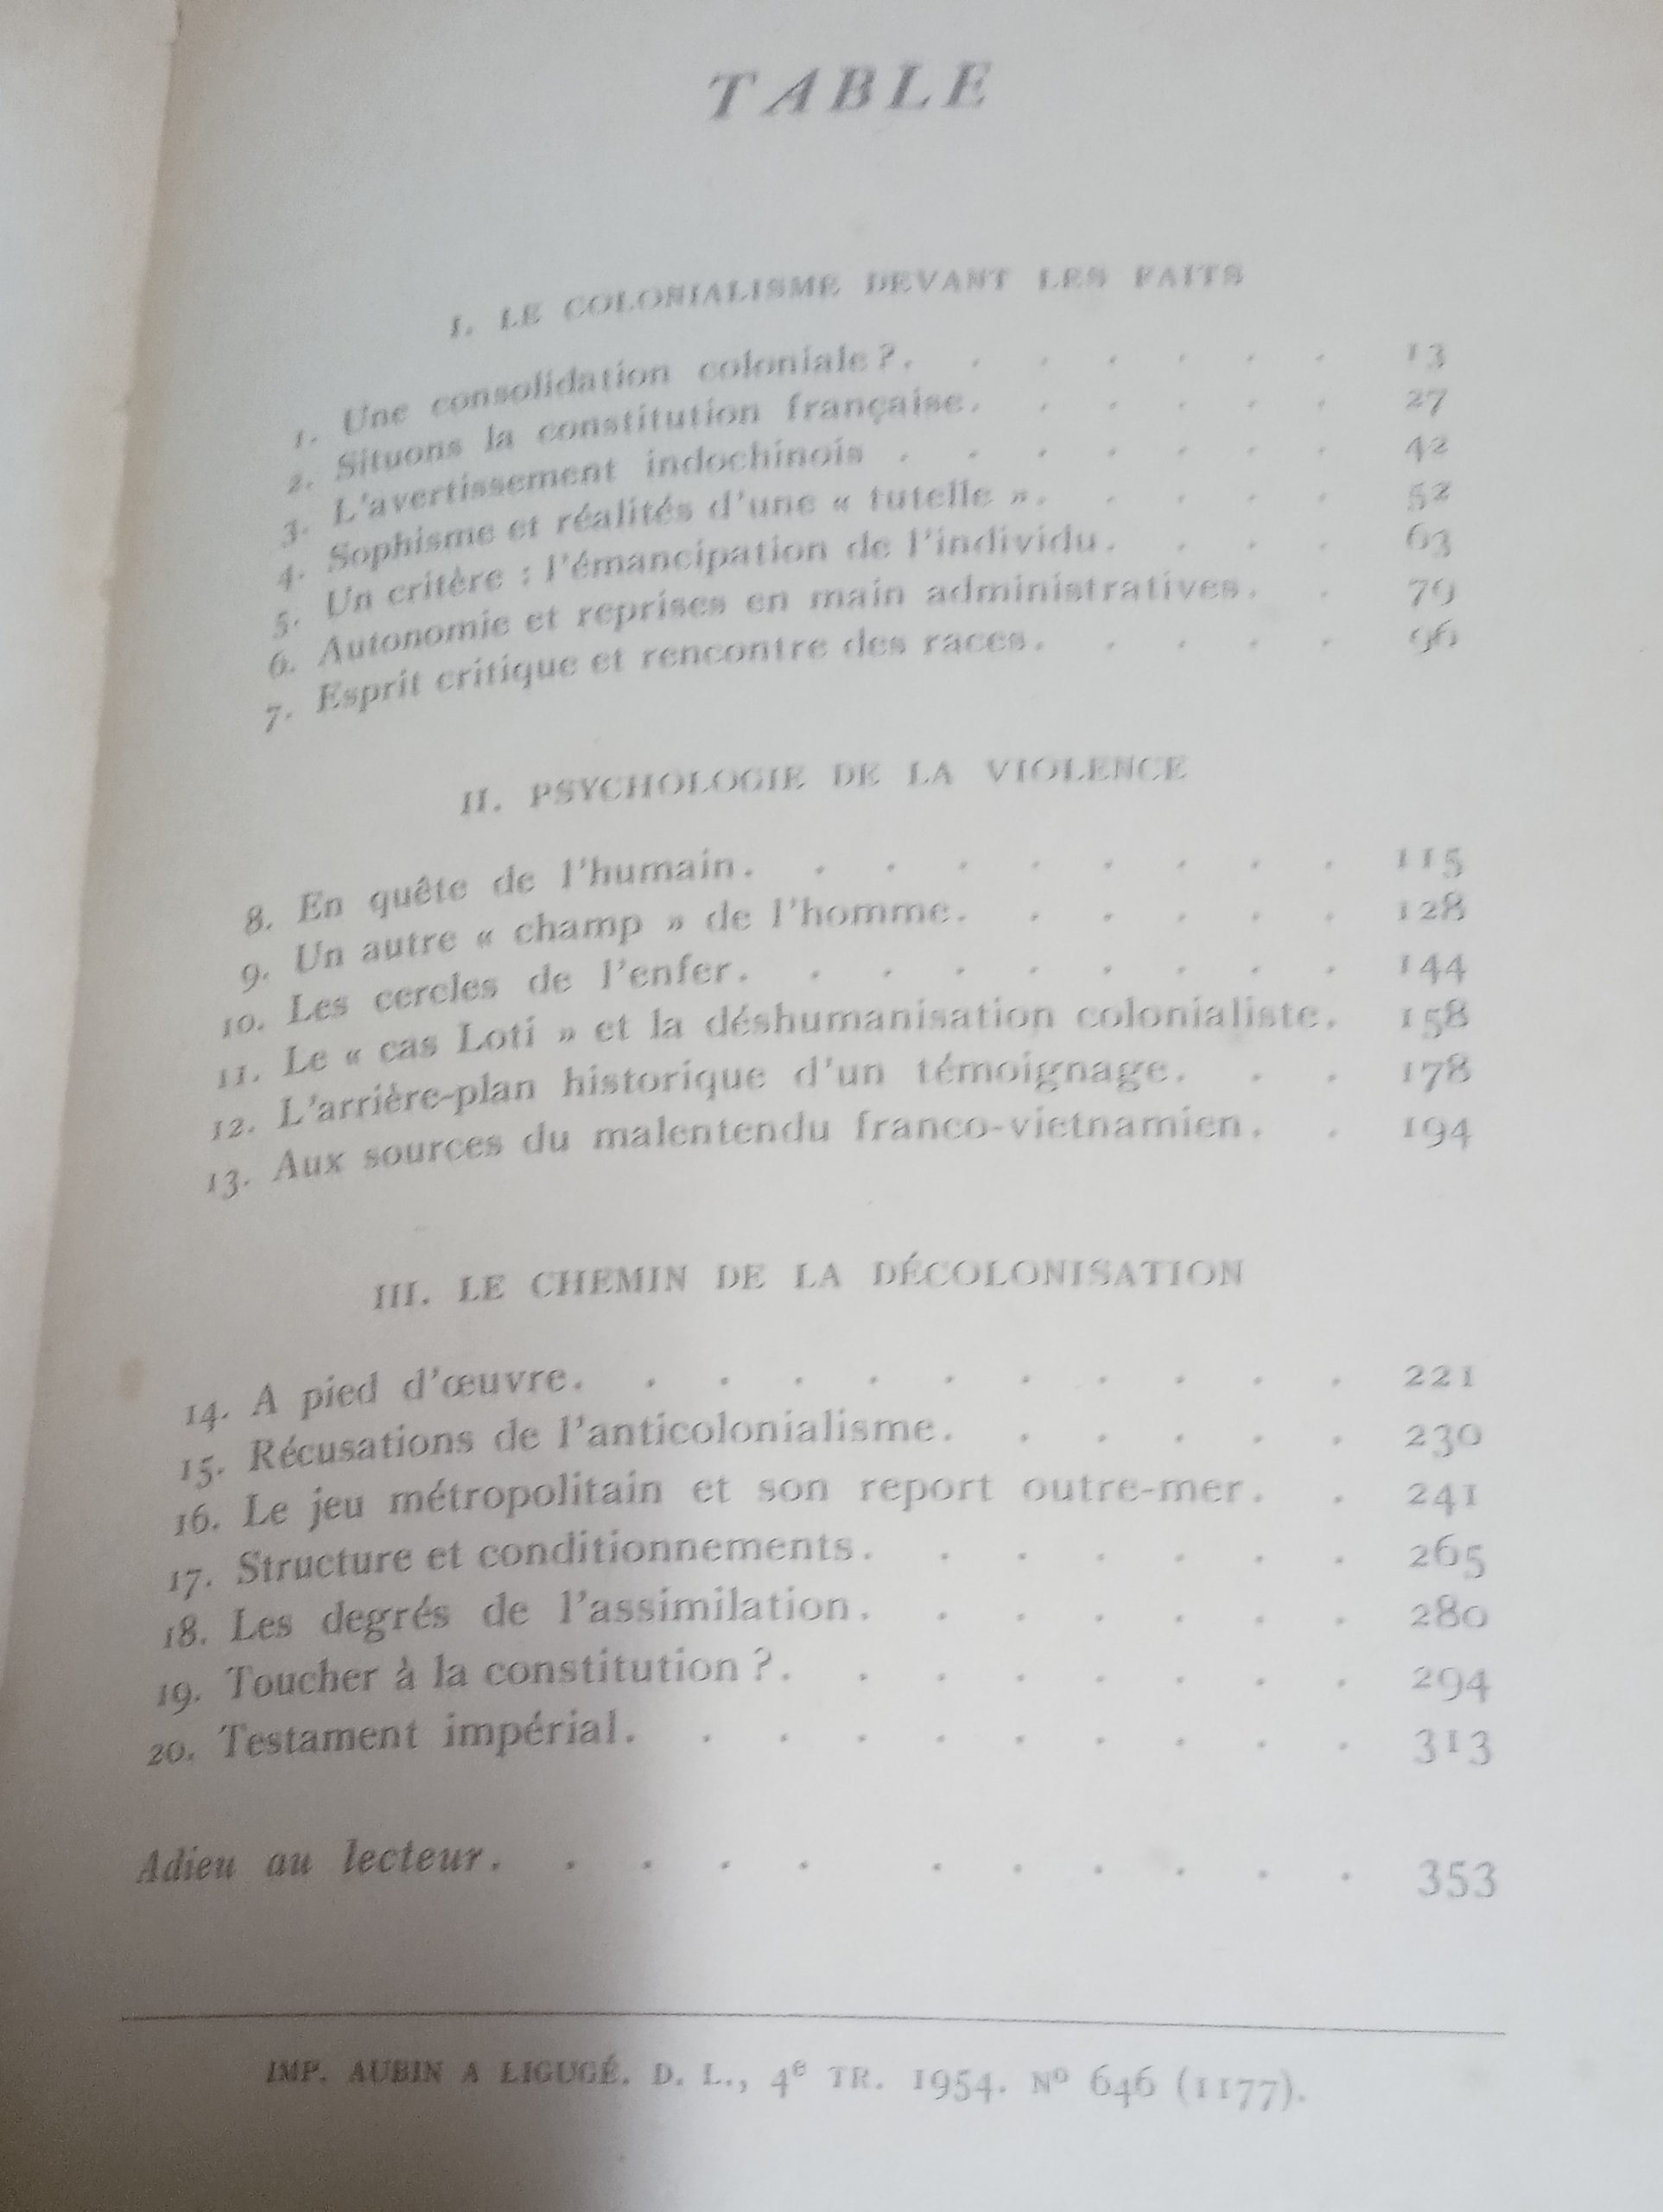 TABLE
I. LE COLONIALISME DEVANT LES FAITS
1. Une consolidation coloniale ?. . . . . . . 13
2. Situons la constitution française. . . . . . 27
3. L'avertissement indochinois . . . . . . . 42
4. Sophisme et réalités d'une « tutelle ». . . . . 52
5. Un critère : l'émancipation de l'individu. . . . 63
6. Autonomie et reprises en main administratives. . 79
7. Esprit critique et rencontre des races. . . . . 96
II. PSYCHOLOGIE DE LA VIOLENCE
8. En quête de l'humain. . . . . . . . . 115
9. Un autre « champ » de l'homme. . . . . . 128
10. Les cercles de l'enfer. . . . . . . . . 144
11. Le « cas Loti » et la déshumanisation colonialiste. 158
12. L'arrière-plan historique d'un témoignage. . . 178
13. Aux sources du malentendu franco-vietnamien. . 194
III. LE CHEMIN DE LA DÉCOLONISATION
14. A pied d'œuvre. . . . . . . . . . . 221
15. Récusations de l'anticolonialisme. . . . . . 230
16. Le jeu métropolitain et son report outre-mer. . 241
17. Structure et conditionnements. . . . . . . 265
18. Les degrés de l'assimilation. . . . . . . 280
19. Toucher à la constitution ?. . . . . . . . 294
20. Testament impérial. . . . . . . . . . 313
Adieu au lecteur. . . . . . . . . . . 353
IMP. AUBIN A LIGUGÉ. D. L., 4e TR. 1954. No 646 (1177).